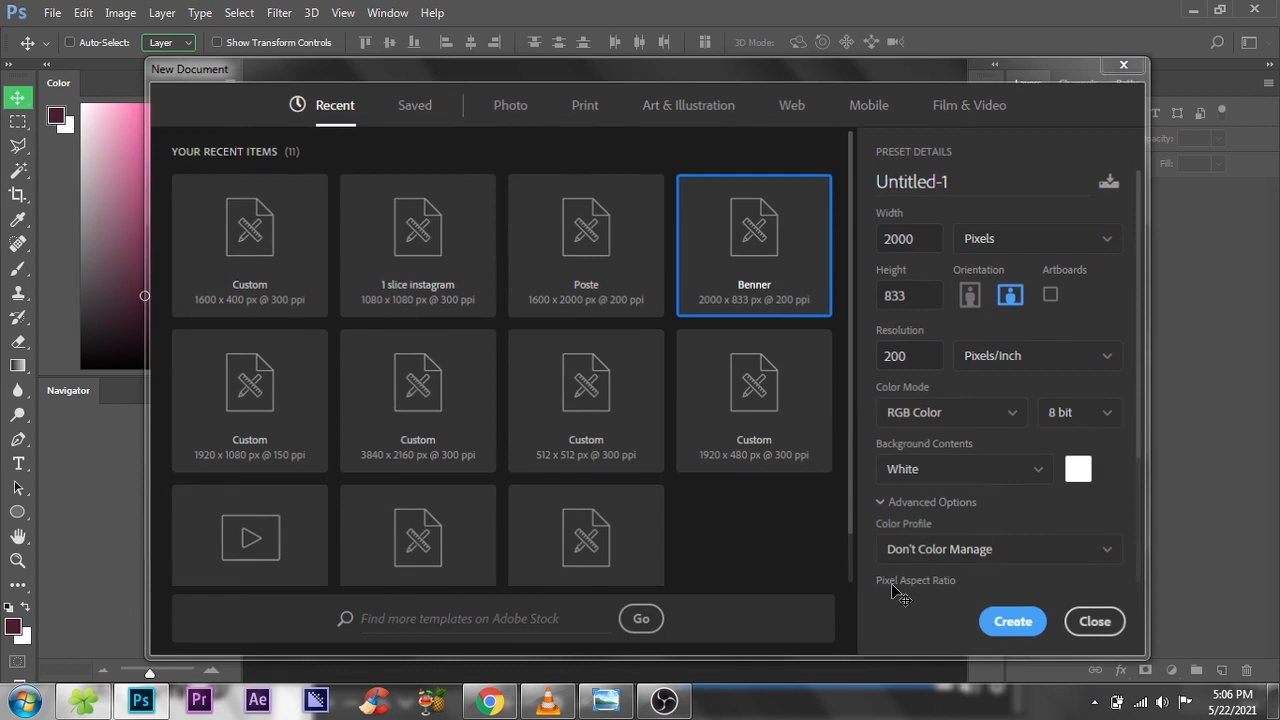 Ps File Edit Image Layer Type Select Filter 3D View Window Help
Auto-Select: Layer Show Transform Controls 3D Mode:
New Document
Color
Navigator
Recent Saved Photo Print Art & Illustration Web Mobile Film & Video
YOUR RECENT ITEMS (11)
Custom
1600 x 400 px @ 300 ppi
1 slice instagram
1080 x 1080 px @ 300 ppi
Poste
1600 x 2000 px @ 200 ppi
Benner
2000 x 833 px @ 200 ppi
Custom
1920 x 1080 px @ 150 ppi
Custom
3840 x 2160 px @ 300 ppi
Custom
512 x 512 px @ 300 ppi
Custom
1920 x 480 px @ 300 ppi
Find more templates on Adobe Stock Go
PRESET DETAILS
Untitled-1
Width
2000 Pixels
Height Orientation Artboards
833
Resolution
200 Pixels/Inch
Color Mode
RGB Color 8 bit
Background Contents
White
Advanced Options
Color Profile
Don't Color Manage
Pixel Aspect Ratio
Create Close
Fill:
fx
Ps Pr Ae
5:06 PM
5/22/2021